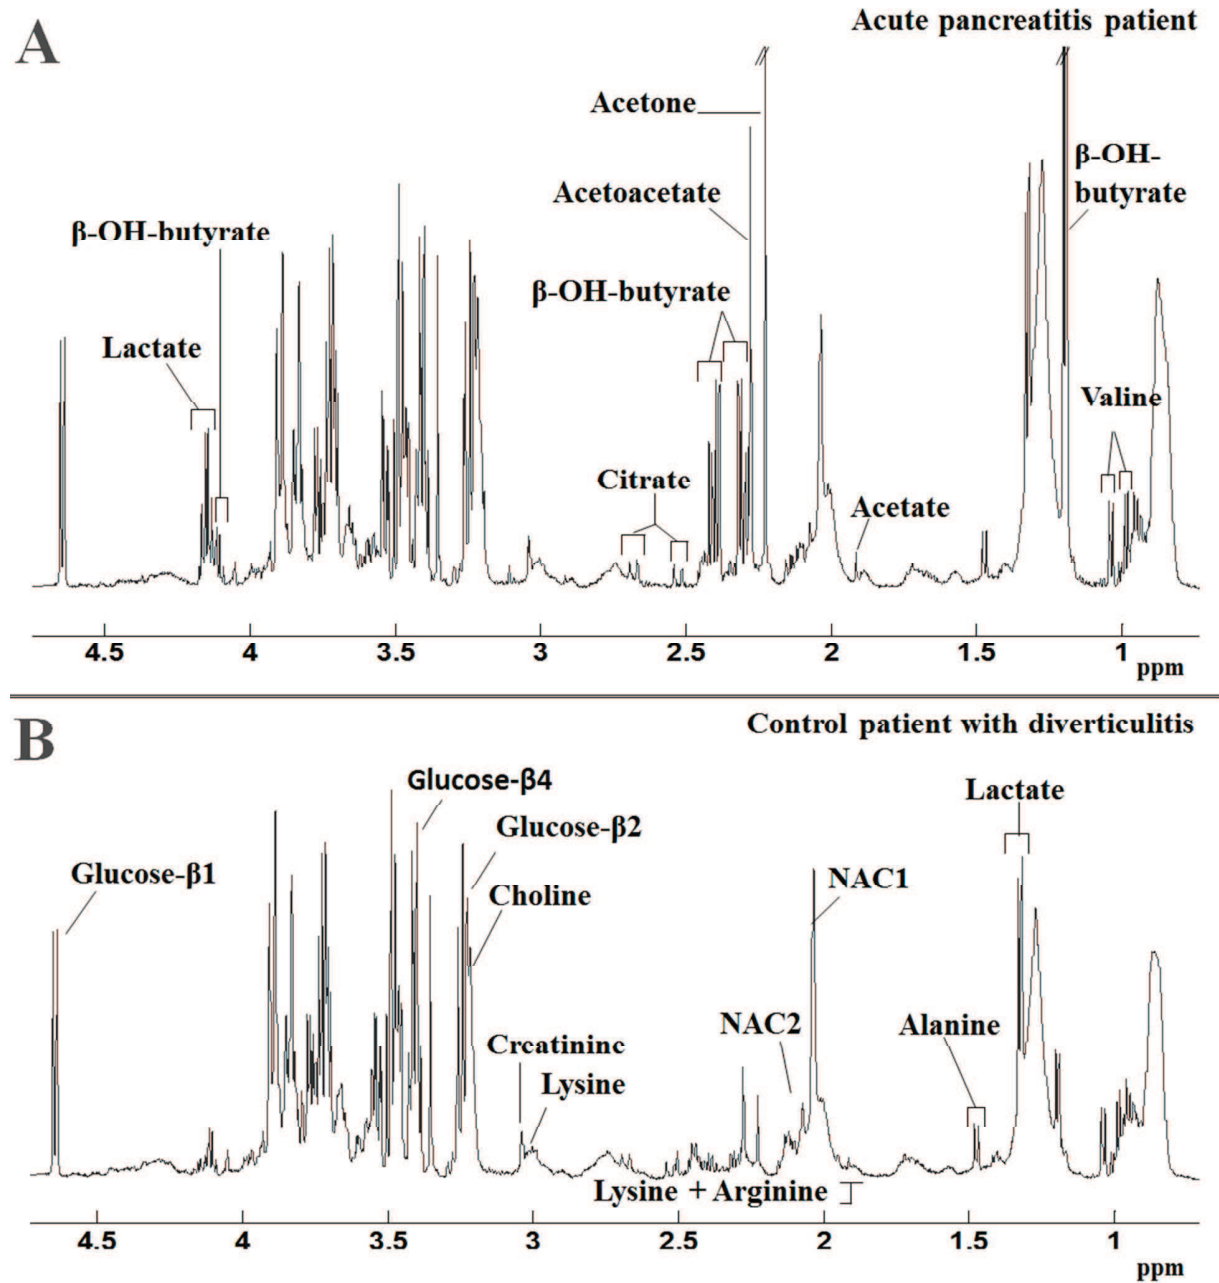 A
Acute pancreatitis patient
Acetone
β-OH-
butyrate
Acetoacetate
β-OH-butyrate
β-OH-butyrate
Lactate
Valine
Citrate
Acetate
4.5 4 3.5 3 2.5 2 1.5 1
ppm
B
Control patient with diverticulitis
Glucose-β4
Lactate
Glucose-β2
Glucose-β1
NAC1
Choline
NAC2
Alanine
Creatinine
Lysine
Lysine + Arginine
4.5 4 3.5 3 2.5 2 1.5 1
ppm